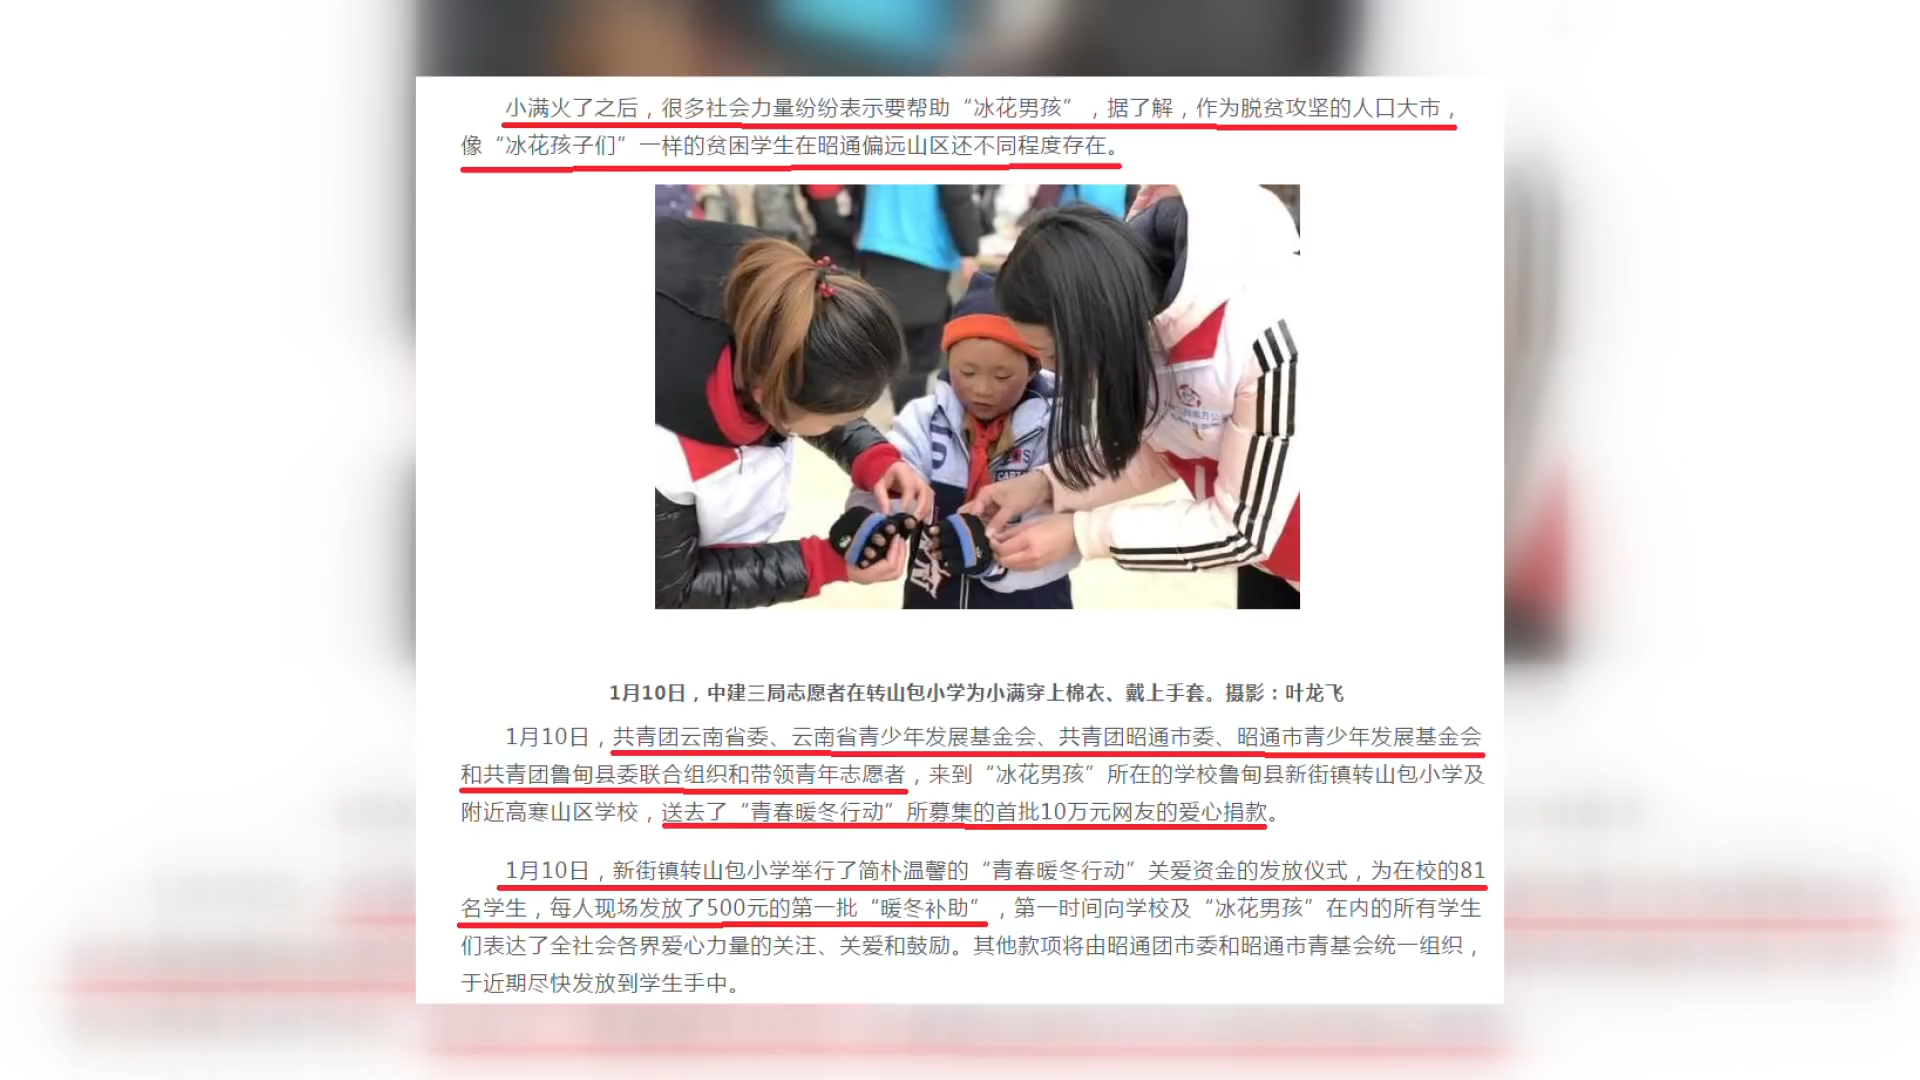 小满火了之后，很多社会力量纷纷表示要帮助“冰花男孩”，据了解，作为脱贫攻坚的人口大市，
像“冰花孩子们”一样的贫困学生在昭通偏远山区还不同程度存在。
1月10日，中建三局志愿者在转山包小学为小满穿上棉衣、戴上手套。摄影：叶龙飞
1月10日，共青团云南省委、云南省青少年发展基金会、共青团昭通市委、昭通市青少年发展基金会
和共青团鲁甸县委联合组织和带领青年志愿者，来到“冰花男孩”所在的学校鲁甸县新街镇转山包小学及
附近高寒山区学校，送去了“青春暖冬行动”所募集的首批10万元网友的爱心捐款。
1月10日，新街镇转山包小学举行了简朴温馨的“青春暖冬行动”关爱资金的发放仪式，为在校的81
名学生，每人现场发放了500元的第一批“暖冬补助”，第一时间向学校及“冰花男孩”在内的所有学生
们表达了全社会各界爱心力量的关注、关爱和鼓励。其他款项将由昭通团市委和昭通市青基会统一组织，
于近期尽快发放到学生手中。